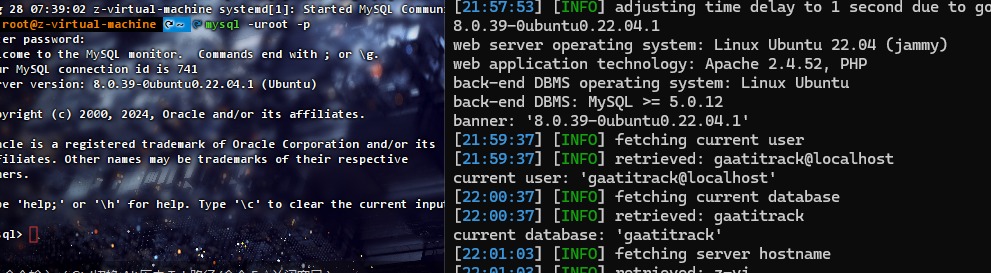 g 28 07:39:02 z-virtual-machine systemd[1]: Started MySQL Commun
root@z-virtual-machine ~ mysql -uroot -p
er password:
lcome to the MySQL monitor.  Commands end with ; or \g.
ur MySQL connection id is 741
rver version: 8.0.39-0ubuntu0.22.04.1 (Ubuntu)
pyright (c) 2000, 2024, Oracle and/or its affiliates.
acle is a registered trademark of Oracle Corporation and/or its
filiates. Other names may be trademarks of their respective
ners.
pe 'help;' or '\h' for help. Type '\c' to clear the current input
sql>
[21:57:53] [INFO] adjusting time delay to 1 second due to go
8.0.39-0ubuntu0.22.04.1
web server operating system: Linux Ubuntu 22.04 (jammy)
web application technology: Apache 2.4.52, PHP
back-end DBMS operating system: Linux Ubuntu
back-end DBMS: MySQL >= 5.0.12
banner: '8.0.39-0ubuntu0.22.04.1'
[21:59:37] [INFO] fetching current user
[21:59:37] [INFO] retrieved: gaatitrack@localhost
current user: 'gaatitrack@localhost'
[22:00:37] [INFO] fetching current database
[22:00:37] [INFO] retrieved: gaatitrack
current database: 'gaatitrack'
[22:01:03] [INFO] fetching server hostname
[22:01:03] [INFO] retrieved: z-vi